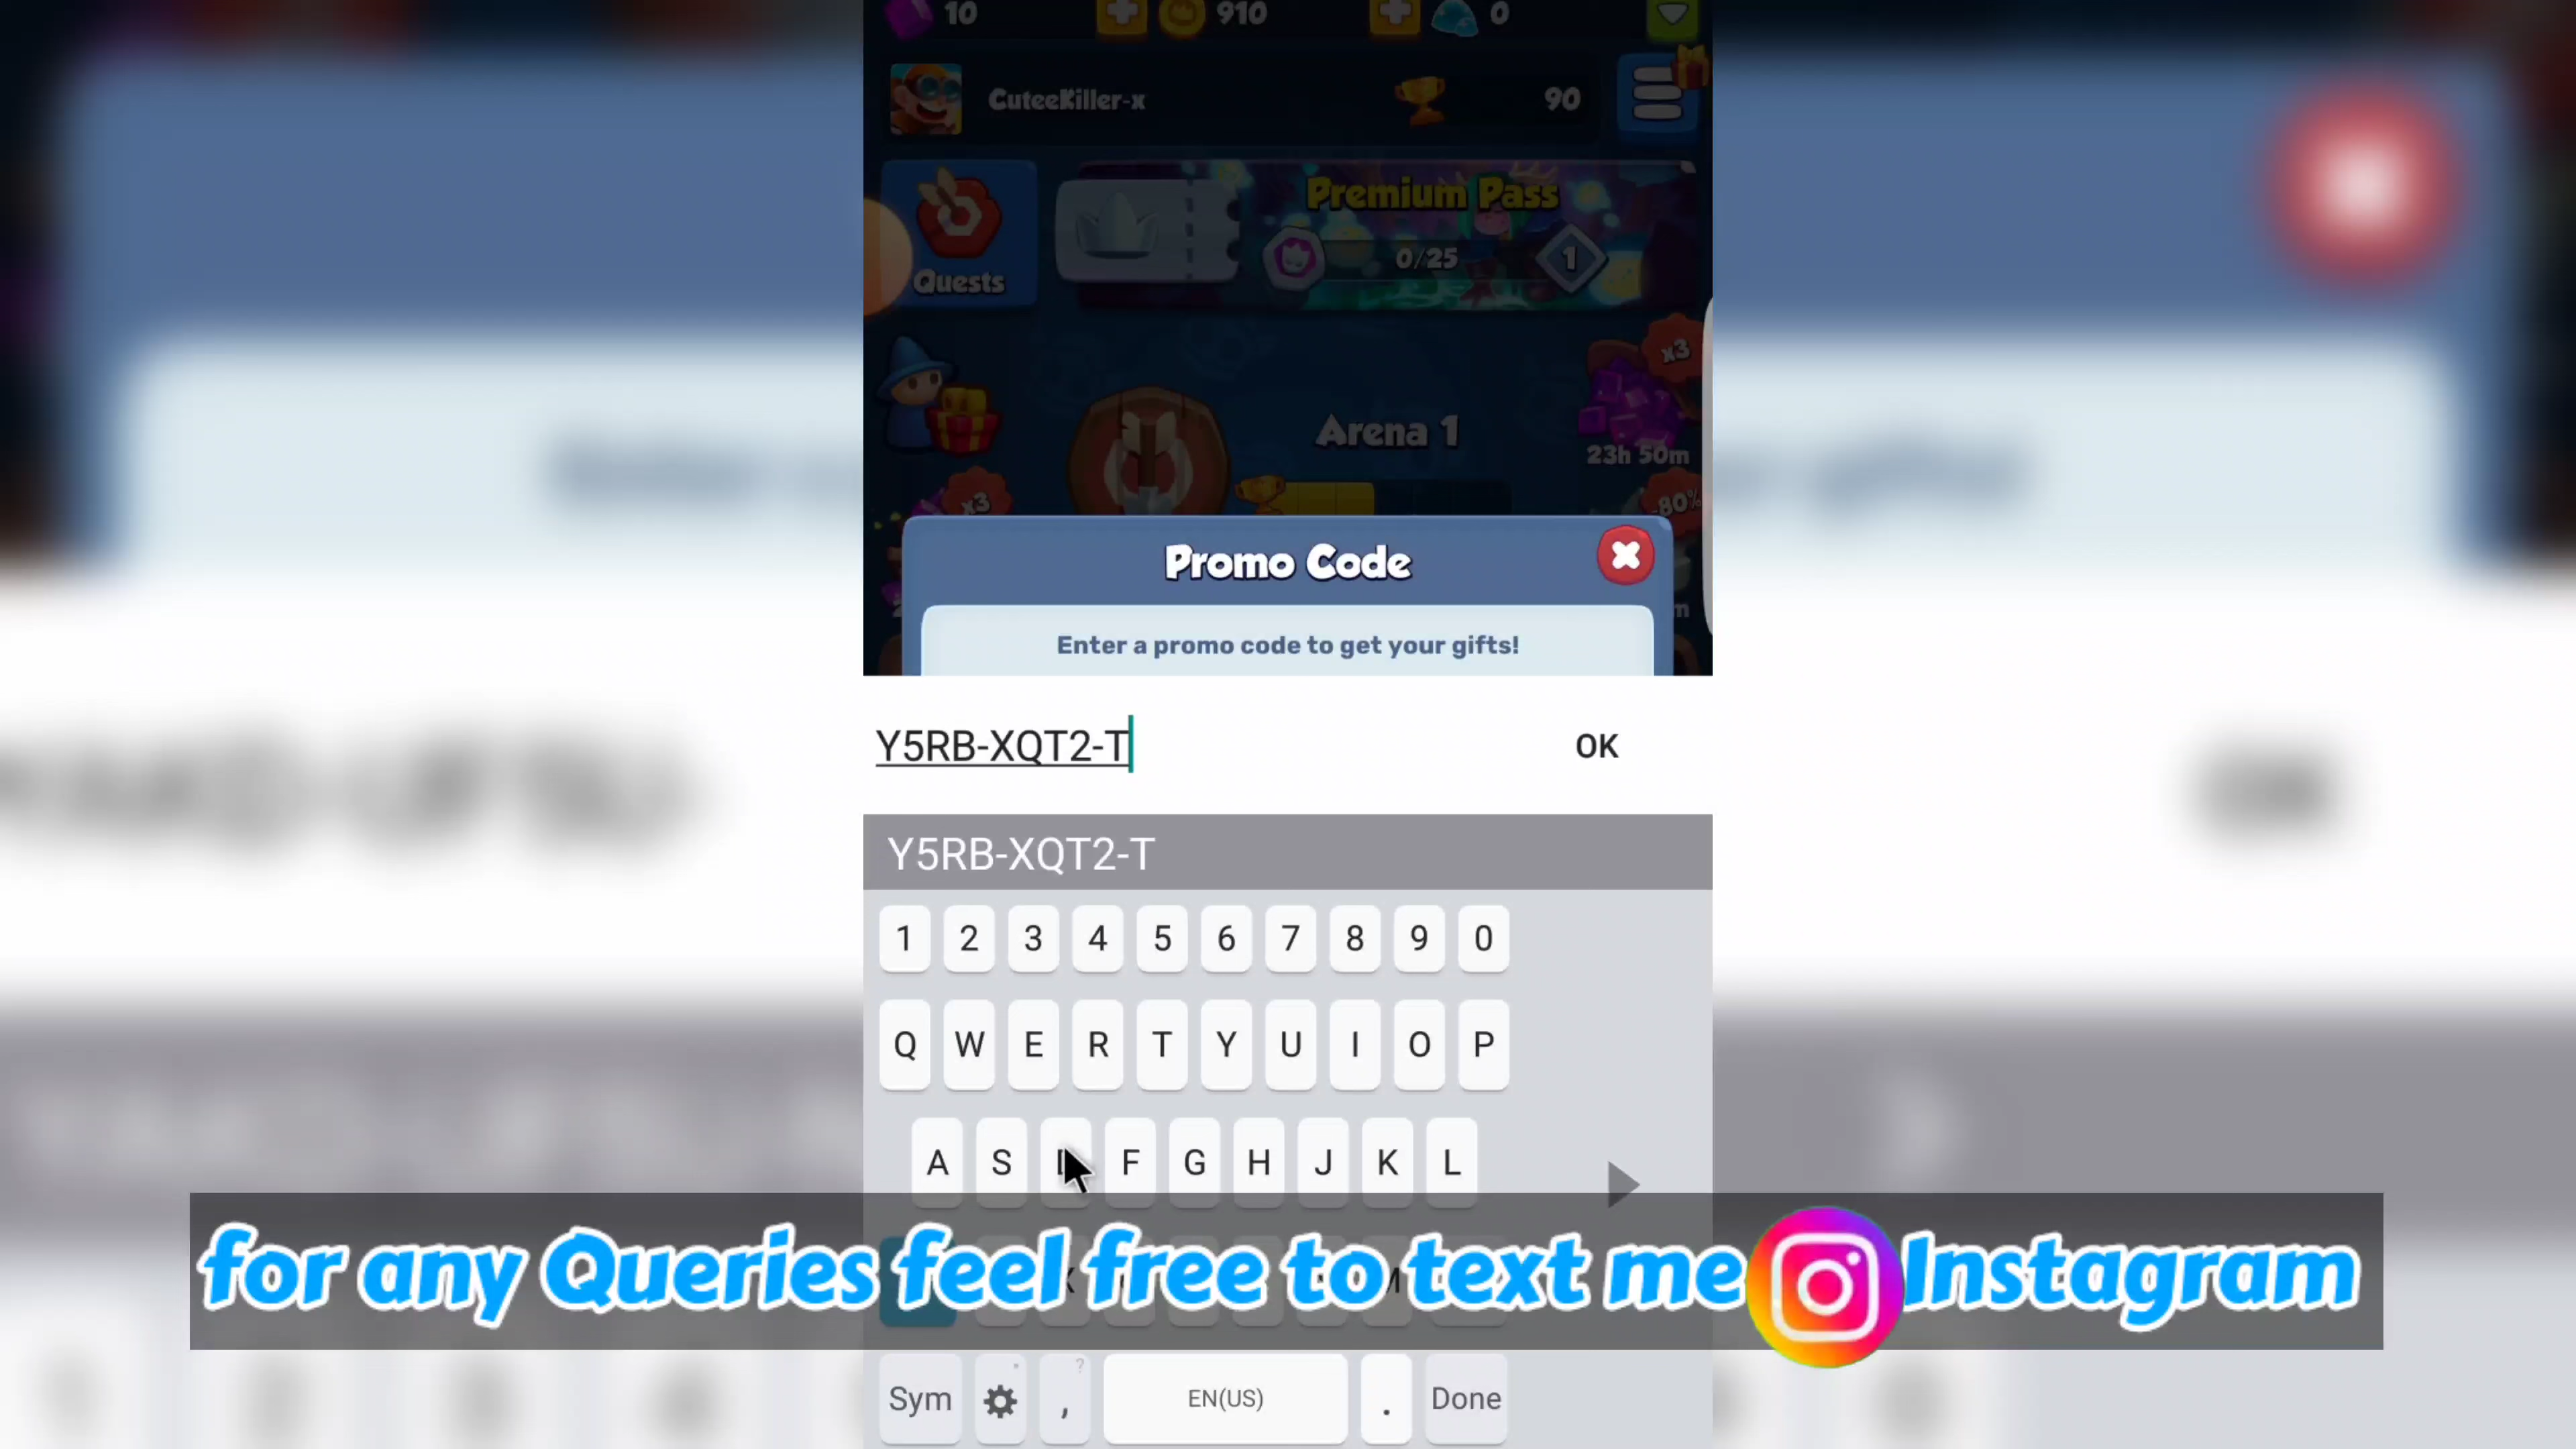 10 910 0
CuteeKiller-x 90
Premium Pass
0/25 1
Quests
x3
Arena 1
23h 50m
x3
-80%
Promo Code
Enter a promo code to get your gifts!
Y5RB-XQT2-T OK
Y5RB-XQT2-T
1 2 3 4 5 6 7 8 9 0
Q W E R T Y U I O P
A S F G H J K L
for any Queries feel free to text me Instagram
Sym , ? EN(US) . Done